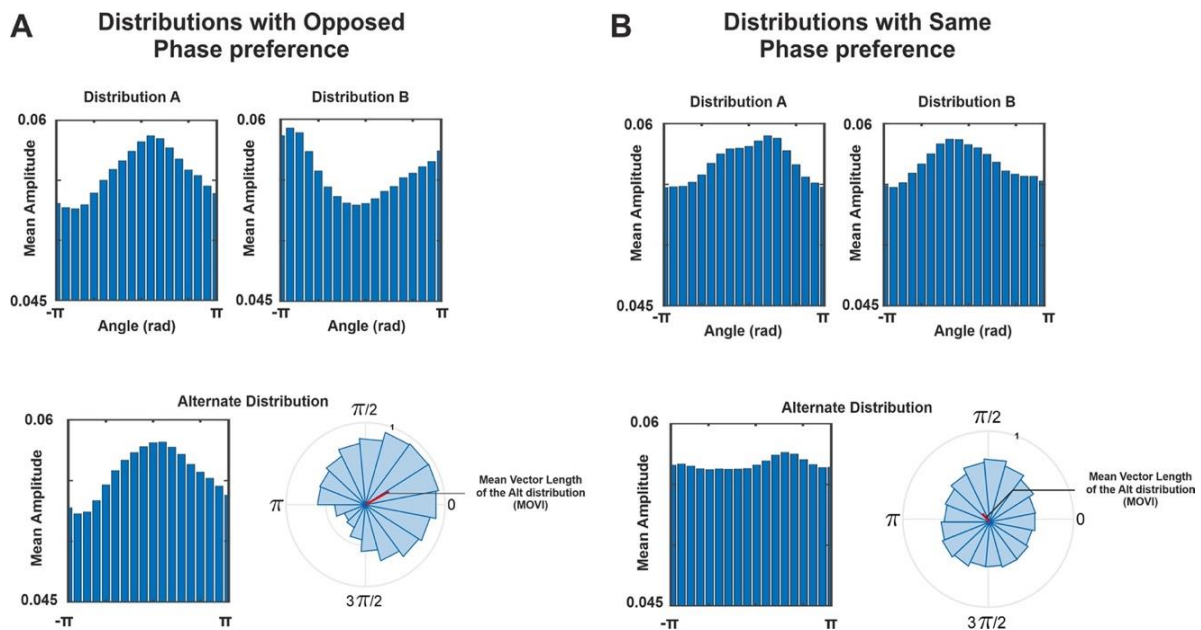 A
Distributions with Opposed
Phase preference
Distribution A
Distribution B
0.06
Mean Amplitude
0.045
-π
π
Angle (rad)
0.06
Mean Amplitude
0.045
-π
π
Angle (rad)
Alternate Distribution
0.06
Mean Amplitude
0.045
-π
π
π/2
1
π
0
3π/2
Mean Vector Length
of the Alt distribution
(MOVI)
B
Distributions with Same
Phase preference
Distribution A
Distribution B
0.06
Mean Amplitude
0.045
-π
π
Angle (rad)
0.06
Mean Amplitude
0.045
-π
π
Angle (rad)
Alternate Distribution
0.06
Mean Amplitude
0.045
-π
π
π/2
1
π
0
3π/2
Mean Vector Length
of the Alt distribution
(MOVI)